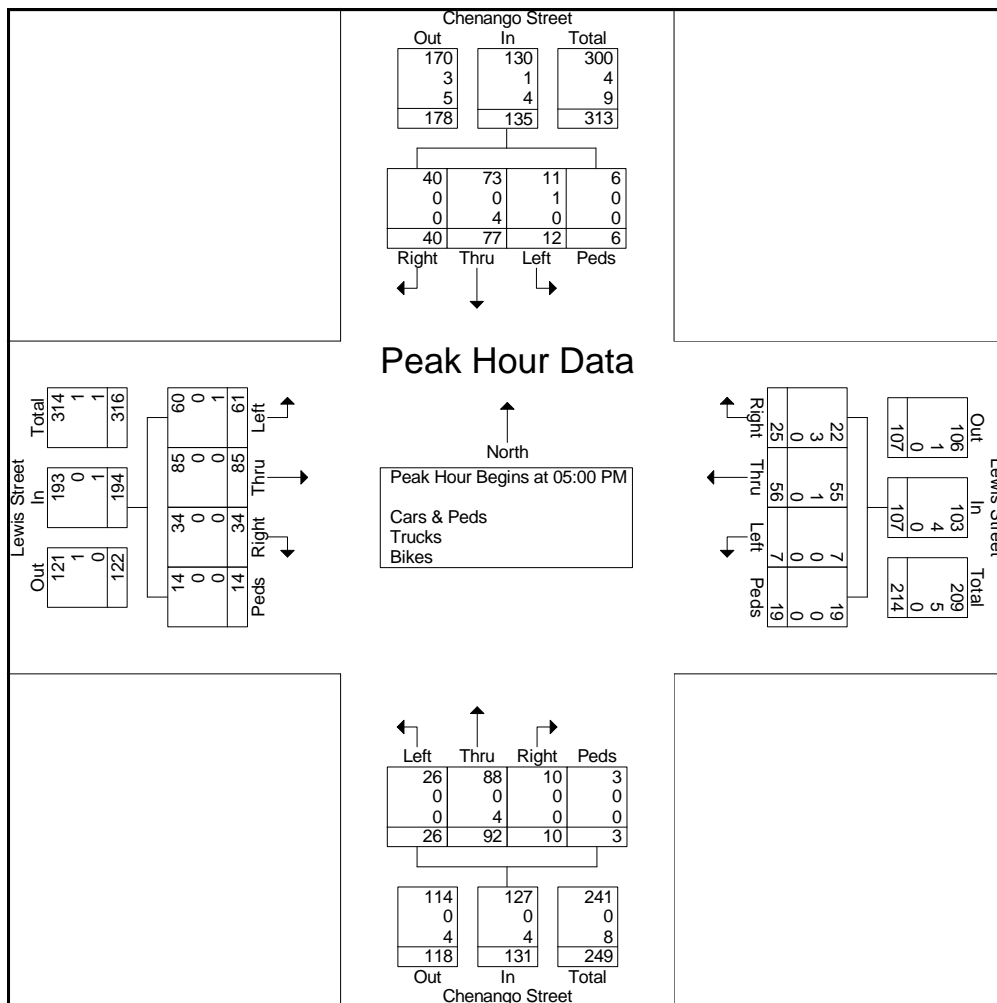 Chenango Street
Out In Total
170 130 300
3 1 4
5 4 9
178 135 313
40 73 11 6
0 0 1 0
0 4 0 0
40 77 12 6
Right Thru Left Peds
Peak Hour Data
North
Peak Hour Begins at 05:00 PM
Cars & Peds
Trucks
Bikes
Lewis Street
Total
314 1 1 316
In
193 0 1 194
Out
121 1 0 122
60 0 1 61 Left
85 0 0 85 Thru
34 0 0 34 Right
14 0 0 14 Peds
Lewis Street
Out
106 1 0 107
In
103 4 0 107
Total
209 5 0 214
Right 22 3 0 25
Thru 55 1 0 56
Left 7 0 0 7
Peds 19 0 0 19
Left Thru Right Peds
26 88 10 3
0 0 0 0
0 4 0 0
26 92 10 3
114 127 241
0 0 0
4 4 8
118 131 249
Out In Total
Chenango Street